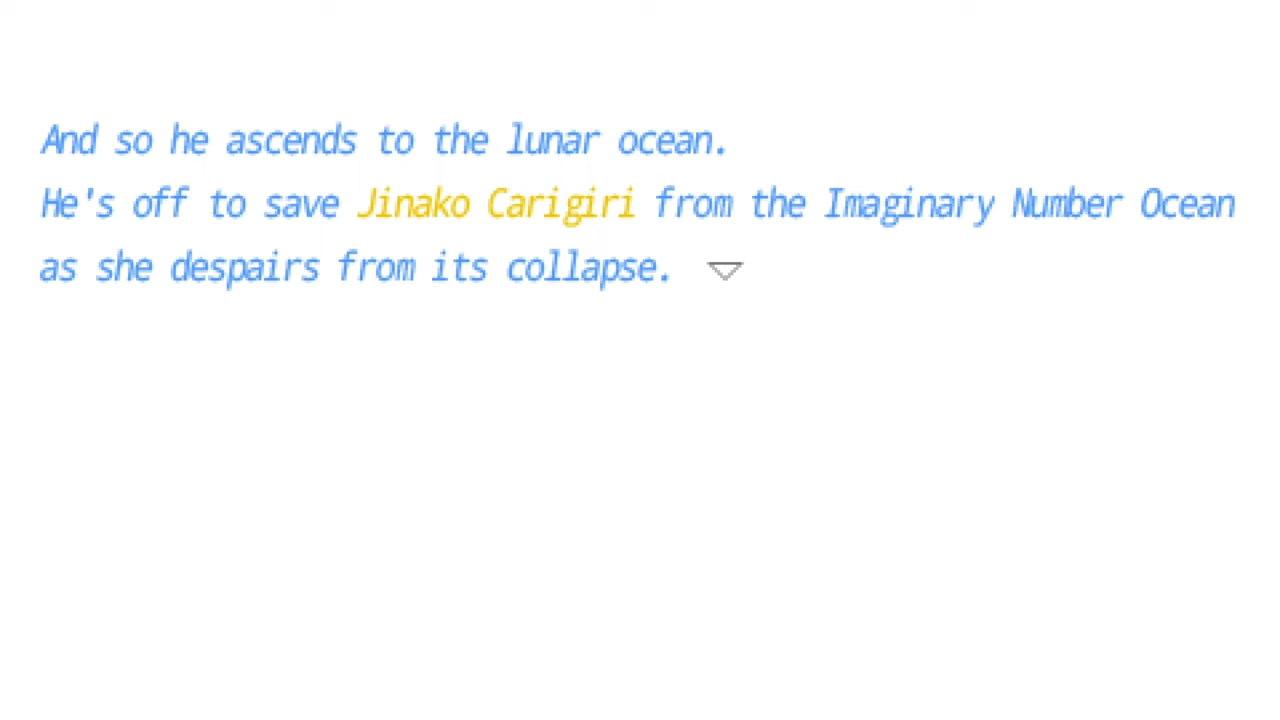 And so he ascends to the lunar ocean.
He's off to save Jinako Carigiri from the Imaginary Number Ocean
as she despairs from its collapse.